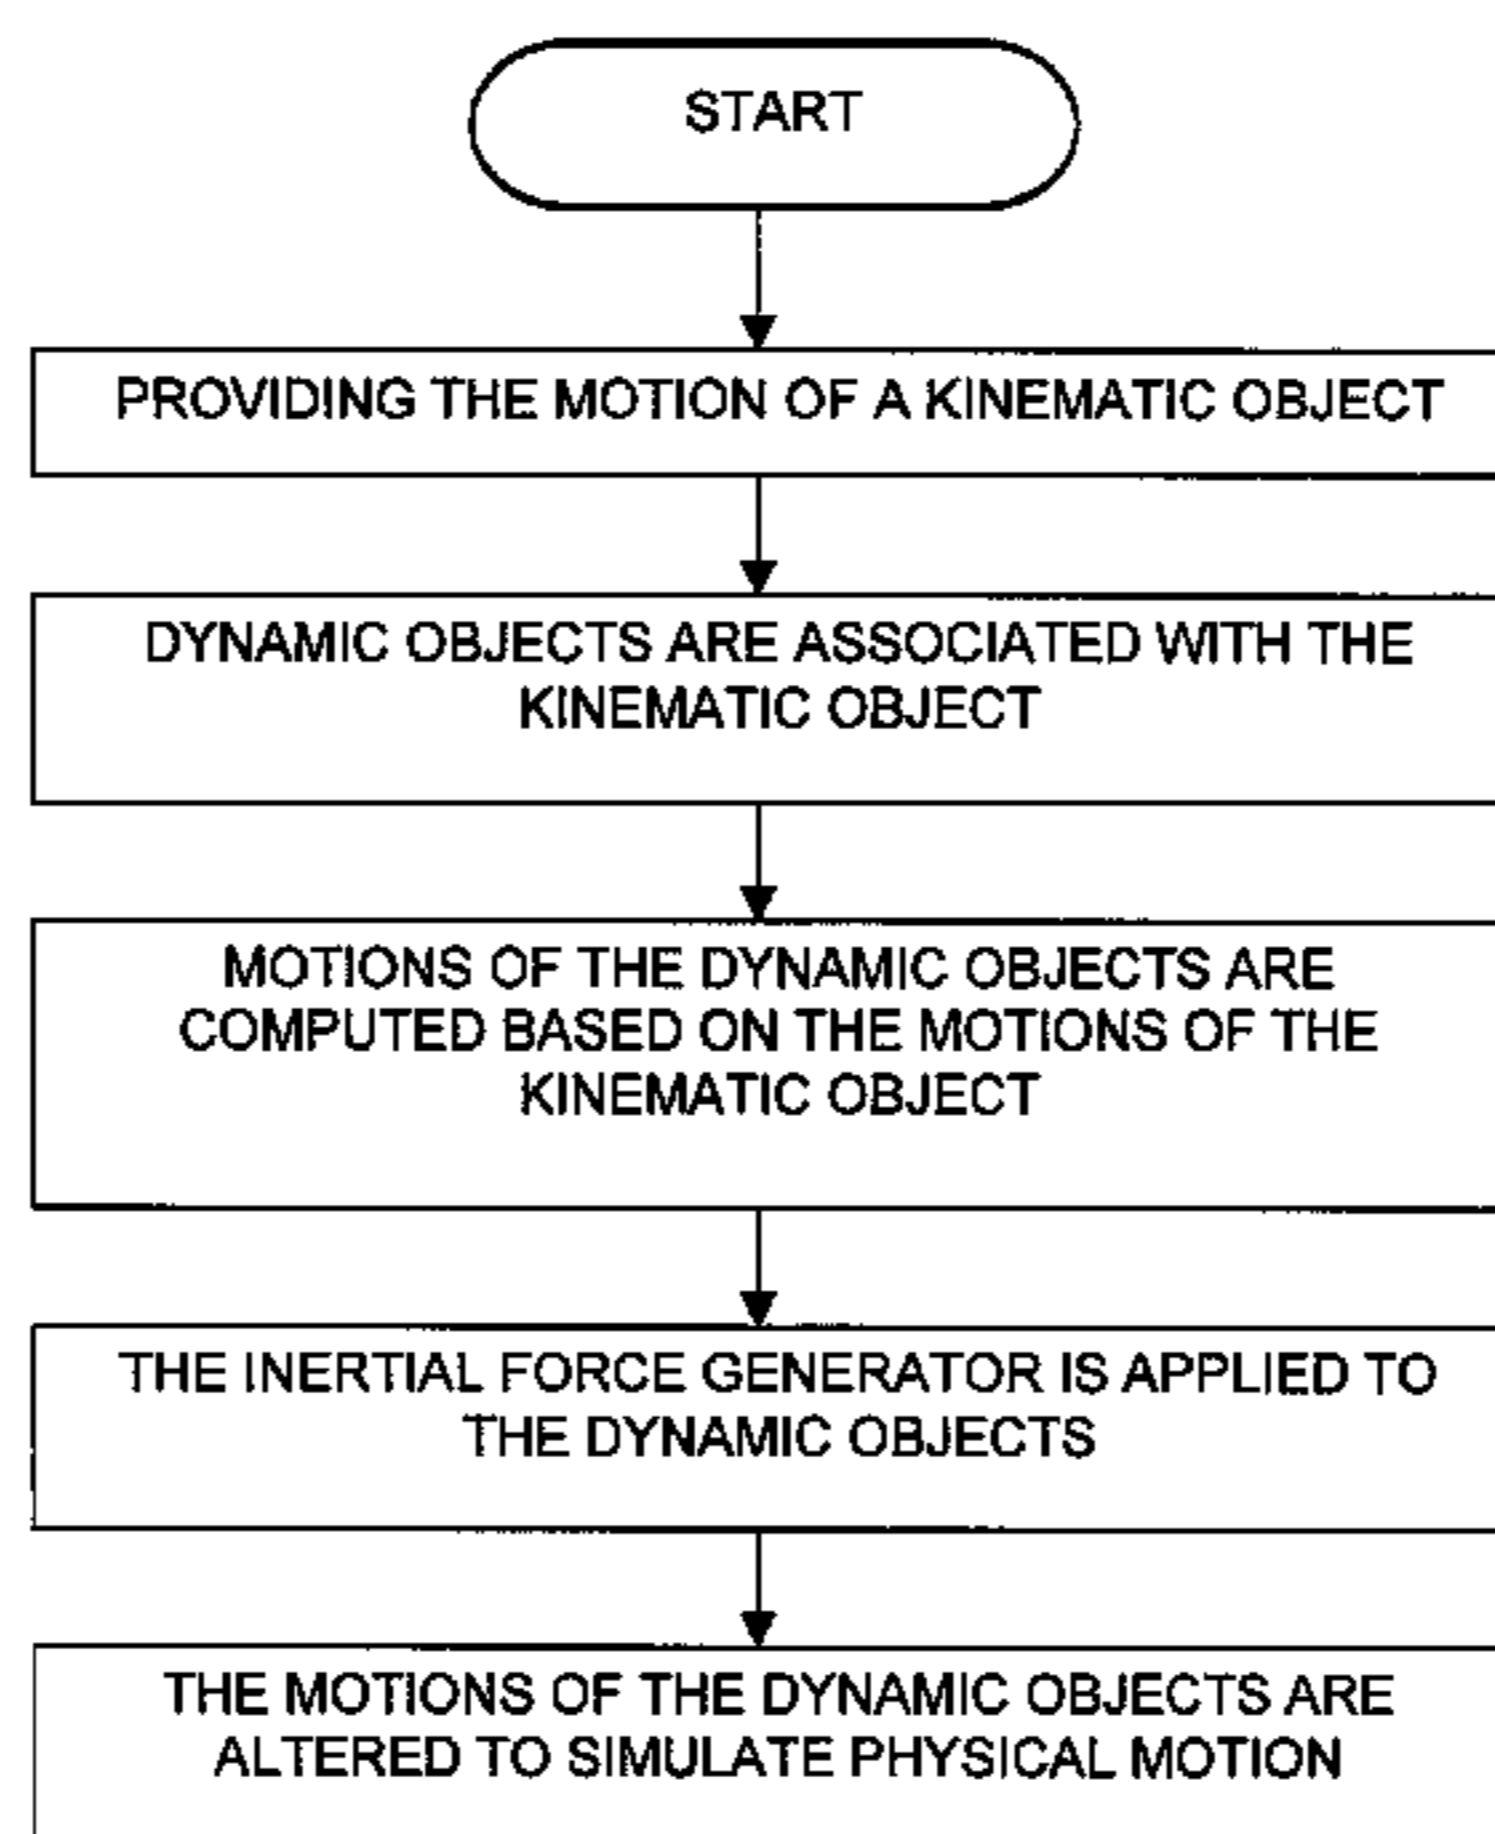 START
PROVIDING THE MOTION OF A KINEMATIC OBJECT
DYNAMIC OBJECTS ARE ASSOCIATED WITH THE
KINEMATIC OBJECT
MOTIONS OF THE DYNAMIC OBJECTS ARE
COMPUTED BASED ON THE MOTIONS OF THE
KINEMATIC OBJECT
THE INERTIAL FORCE GENERATOR IS APPLIED TO
THE DYNAMIC OBJECTS
THE MOTIONS OF THE DYNAMIC OBJECTS ARE
ALTERED TO SIMULATE PHYSICAL MOTION